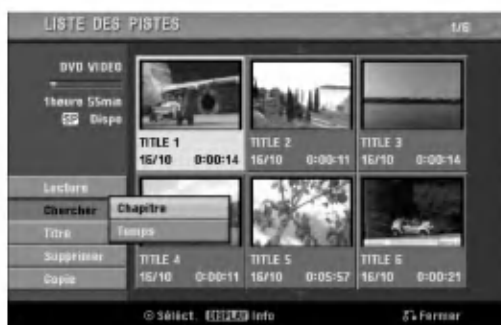 LISTE DES PISTES
1/6
DVD VIDEO
1heure 55min
SP Dispo
TITLE 1
16/10 0:00:14
TITLE 2
16/10 0:00:11
TITLE 3
16/10 0:00:14
Lecture
Chercher
Titre
Supprimer
Copie
Chapitre
Temps
TITLE 4
16/10 0:00:11
TITLE 5
16/10 0:05:57
TITLE 6
16/10 0:00:21
Séléct. DISPLAY Info
Fermer